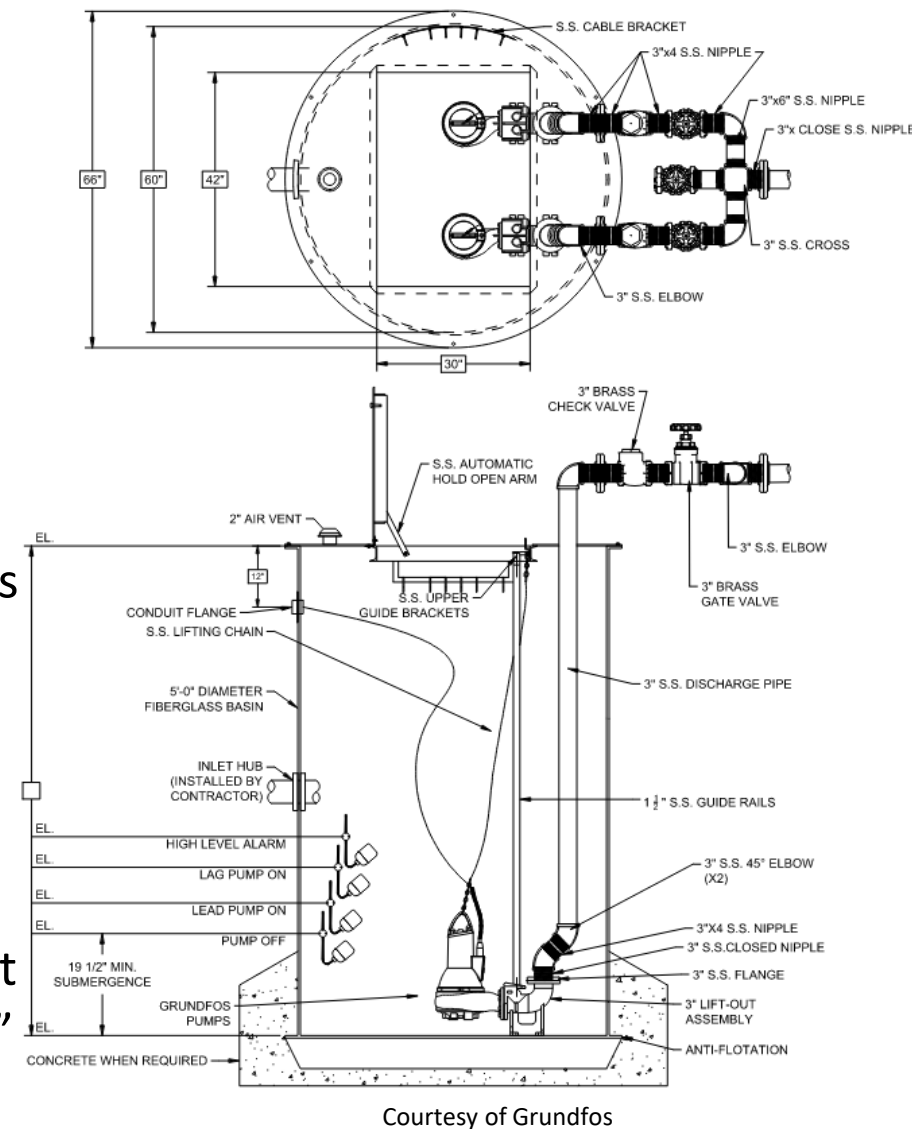 S.S. CABLE BRACKET
3"x4 S.S. NIPPLE
3"x6" S.S. NIPPLE
3"x CLOSE S.S. NIPPLE
66"
60"
42"
3" S.S. CROSS
3" S.S. ELBOW
30"
3" BRASS
CHECK VALVE
S.S. AUTOMATIC
HOLD OPEN ARM
2" AIR VENT
EL.
3" S.S. ELBOW
12"
s
S.S. UPPER
GUIDE BRACKETS
3" BRASS
GATE VALVE
CONDUIT FLANGE
S.S. LIFTING CHAIN
3" S.S. DISCHARGE PIPE
5'-0" DIAMETER
FIBERGLASS BASIN
INLET HUB
(INSTALLED BY
CONTRACTOR)
1 1/2" S.S. GUIDE RAILS
EL.
HIGH LEVEL ALARM
EL.
LAG PUMP ON
3" S.S. 45° ELBOW
(X2)
EL.
LEAD PUMP ON
EL.
PUMP OFF
3"X4 S.S. NIPPLE
3" S.S.CLOSED NIPPLE
t
19 1/2" MIN.
SUBMERGENCE
3" S.S. FLANGE
”
GRUNDFOS
PUMPS
3" LIFT-OUT
ASSEMBLY
EL.
ANTI-FLOTATION
CONCRETE WHEN REQUIRED
Courtesy of Grundfos